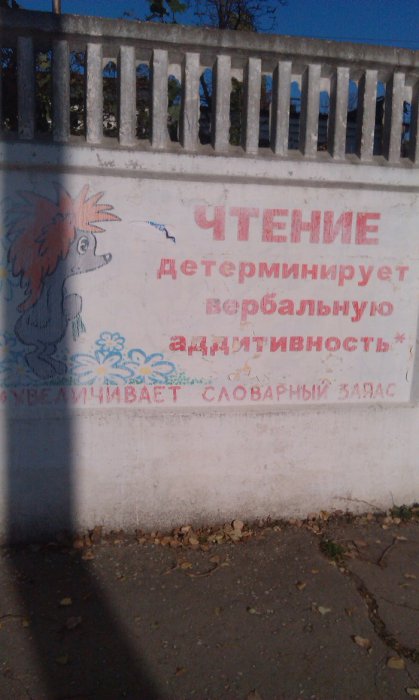 ЧТЕНИЕ
детерминирует
вербальную
аддитивность*
*УВЕЛИЧИВАЕТ СЛОВАРНЫЙ ЗАПАС